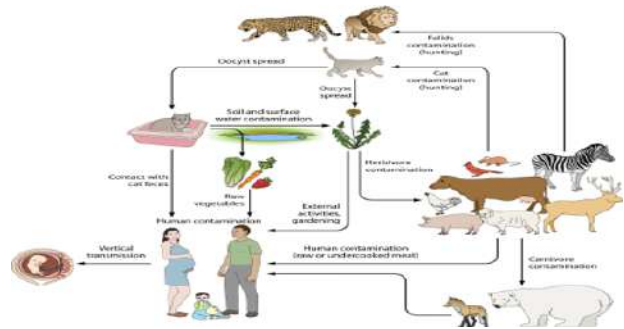 Felids
contamination
(hunting)
Oocyst spread
Cat
contamination
(hunting)
Oocyst
spread
Soil and surface
water contamination
Herbivore contamination
Contact with
cat feces
Raw
vegetables
External
activities,
gardening
Human contamination
Vertical
transmission
Human contamination
(raw or undercooked meat)
Carnivore
contamination